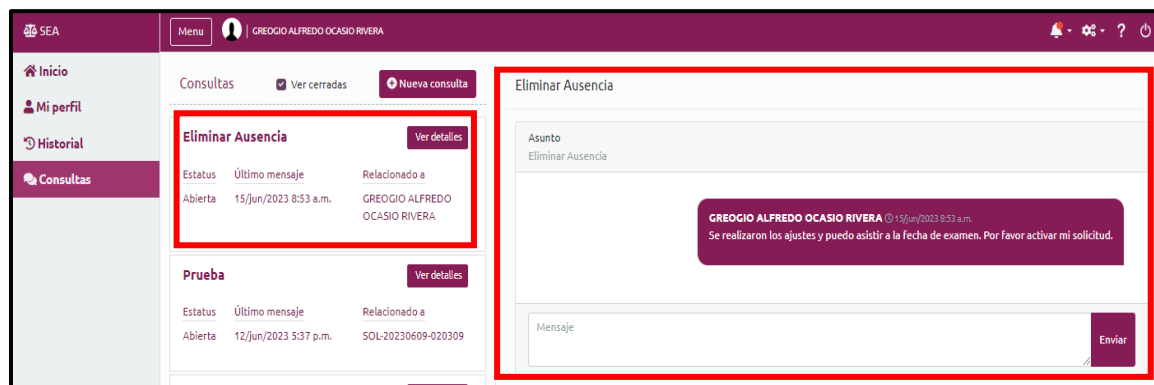 SEA
Menu
GREOGIO ALFREDO OCASIO RIVERA
?
Inicio
Mi perfil
Historial
Consultas
Consultas
Ver cerradas
Nueva consulta
Eliminar Ausencia
Ver detalles
Estatus Último mensaje Relacionado a
Abierta 15/jun/2023 8:53 a.m. GREOGIO ALFREDO
OCASIO RIVERA
Prueba
Ver detalles
Estatus Último mensaje Relacionado a
Abierta 12/jun/2023 5:37 p.m. SOL-20230609-020309
Eliminar Ausencia
Asunto
Eliminar Ausencia
GREOGIO ALFREDO OCASIO RIVERA 15/jun/2023 8:53 a.m.
Se realizaron los ajustes y puedo asistir a la fecha de examen. Por favor activar mi solicitud.
Mensaje
Enviar